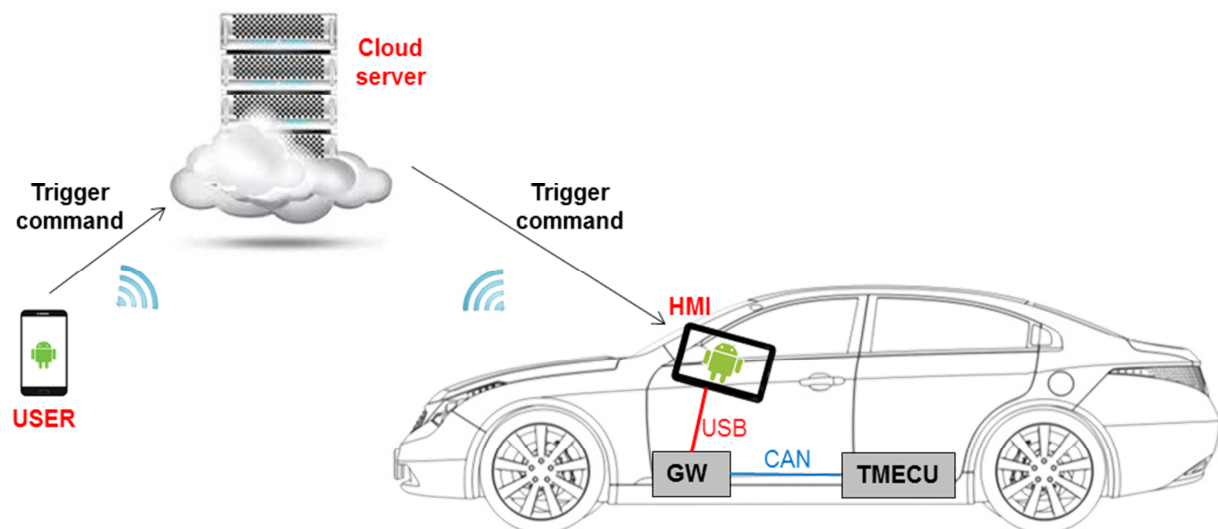 Cloud
server
Trigger
command
Trigger
command
USER
HMI
USB
GW
CAN
TMECU